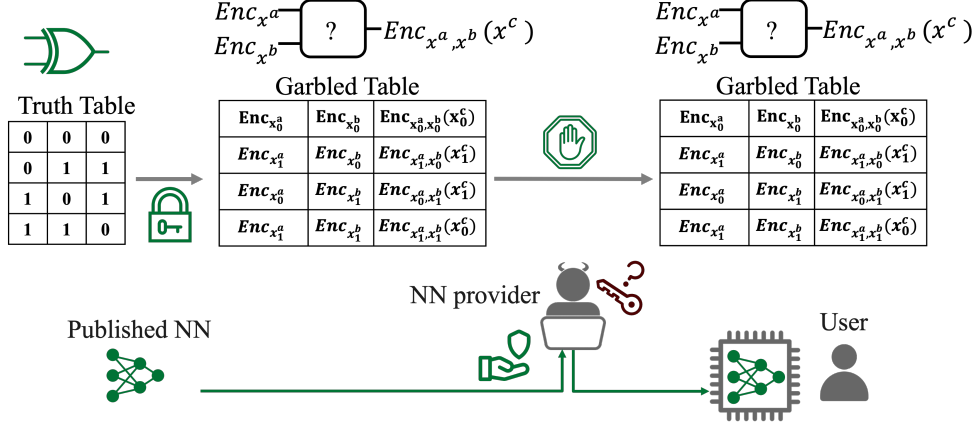 Enc_{x^a} ? Enc_{x^a,x^b}(x^c)
Enc_{x^b}
Enc_{x^a} ? Enc_{x^a,x^b}(x^c)
Enc_{x^b}
Truth Table
0 0 0
0 1 1
1 0 1
1 1 0
Garbled Table
Enc_{x_0^a} Enc_{x_0^b} Enc_{x_0^a,x_0^b}(x_0^c)
Enc_{x_1^a} Enc_{x_0^b} Enc_{x_1^a,x_0^b}(x_1^c)
Enc_{x_0^a} Enc_{x_1^b} Enc_{x_0^a,x_1^b}(x_1^c)
Enc_{x_1^a} Enc_{x_1^b} Enc_{x_1^a,x_1^b}(x_0^c)
Garbled Table
Enc_{x_0^a} Enc_{x_0^b} Enc_{x_0^a,x_0^b}(x_0^c)
Enc_{x_1^a} Enc_{x_0^b} Enc_{x_1^a,x_0^b}(x_1^c)
Enc_{x_0^a} Enc_{x_1^b} Enc_{x_0^a,x_1^b}(x_1^c)
Enc_{x_1^a} Enc_{x_1^b} Enc_{x_1^a,x_1^b}(x_0^c)
NN provider
?
Published NN
User